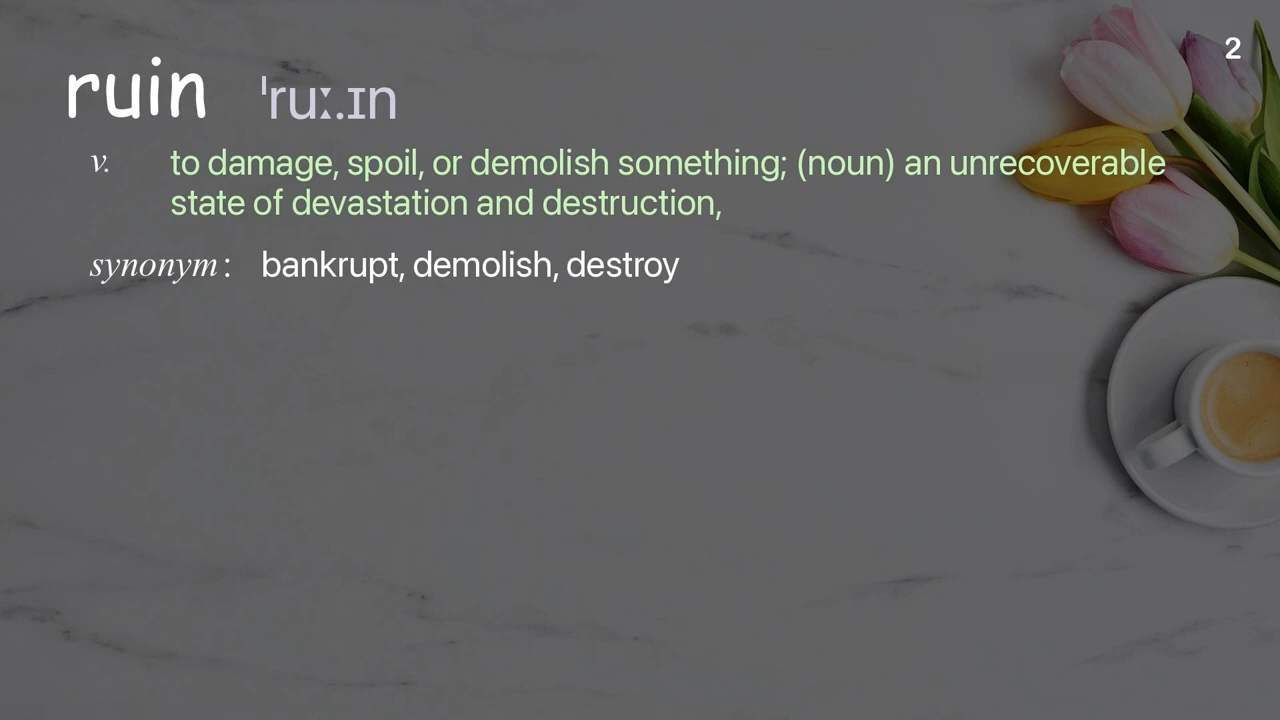 2
ruin ˈruː.ɪn
v. to damage, spoil, or demolish something; (noun) an unrecoverable
state of devastation and destruction,
synonym : bankrupt, demolish, destroy